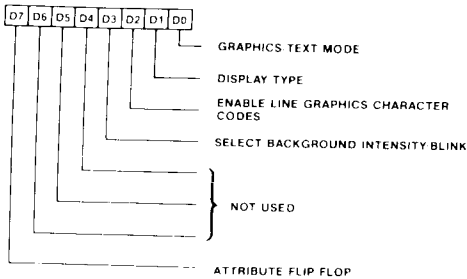 D7 D6 D5 D4 D3 D2 D1 D0
GRAPHICS TEXT MODE
DISPLAY TYPE
ENABLE LINE GRAPHICS CHARACTER
CODES
SELECT BACKGROUND INTENSITY BLINK
NOT USED
ATTRIBUTE FLIP FLOP